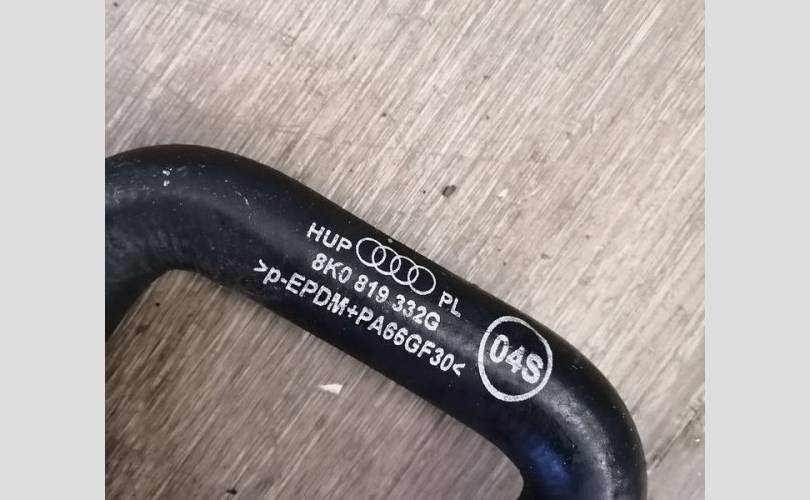 HUP PL
8K0 819 332G
>p-EPDM+PA66GF30<
04S